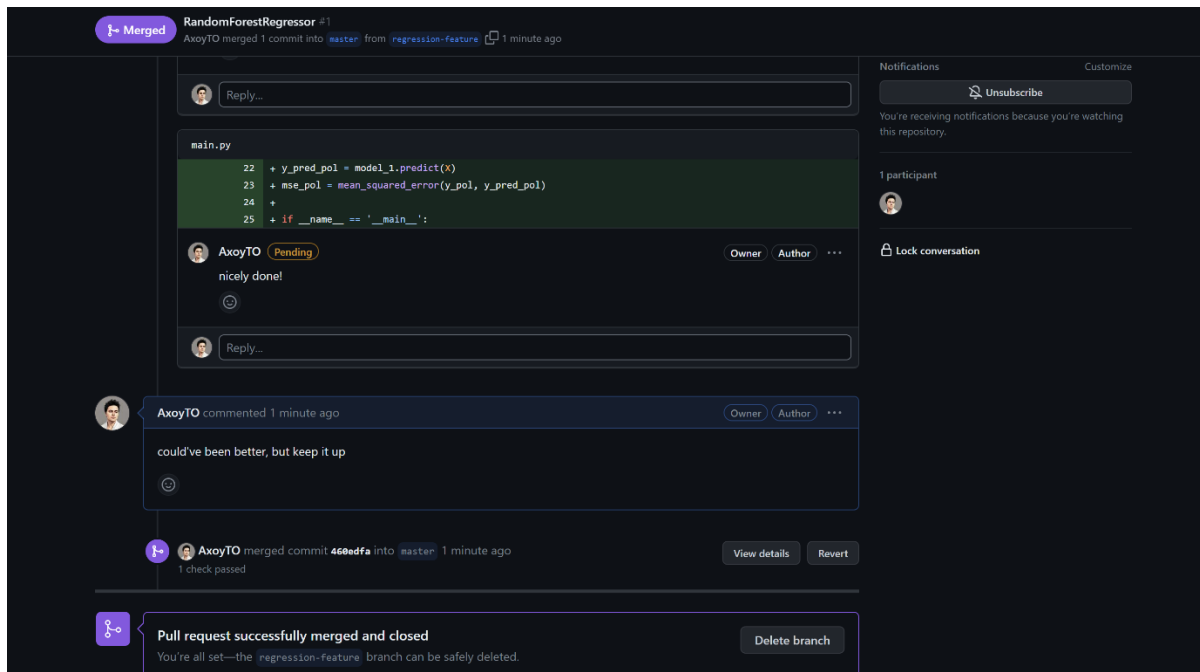 Merged
RandomForestRegressor #1
AxoyTO merged 1 commit into master from regression-feature 1 minute ago
Reply...
main.py
22 + y_pred_pol = model_1.predict(X)
23 + mse_pol = mean_squared_error(y_pol, y_pred_pol)
24 +
25 + if __name__ == '__main__':
AxoyTO Pending Owner Author ...
nicely done!
Reply...
AxoyTO commented 1 minute ago Owner Author ...
could've been better, but keep it up
AxoyTO merged commit 460edfa into master 1 minute ago View details Revert
1 check passed
Pull request successfully merged and closed
You're all set—the regression-feature branch can be safely deleted.
Delete branch
Notifications Customize
Unsubscribe
You're receiving notifications because you're watching
this repository.
1 participant
Lock conversation